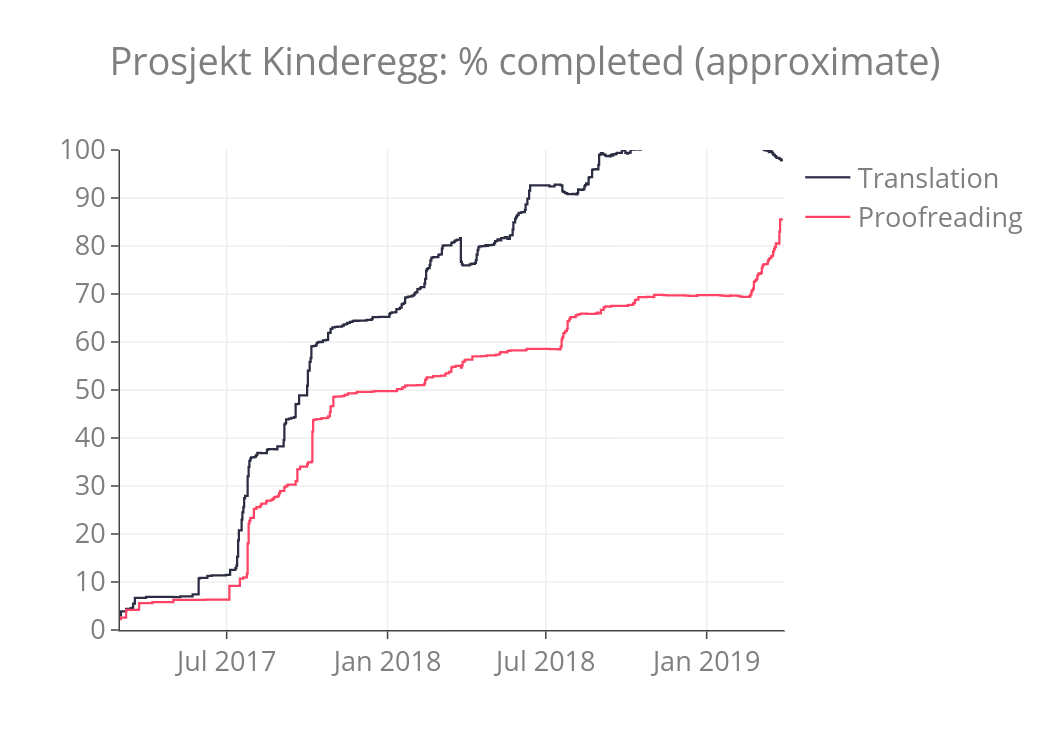 Prosjekt Kinderegg: % completed (approximate)
100
90
80
70
60
50
40
30
20
10
0
Jul 2017 Jan 2018 Jul 2018 Jan 2019
Translation
Proofreading